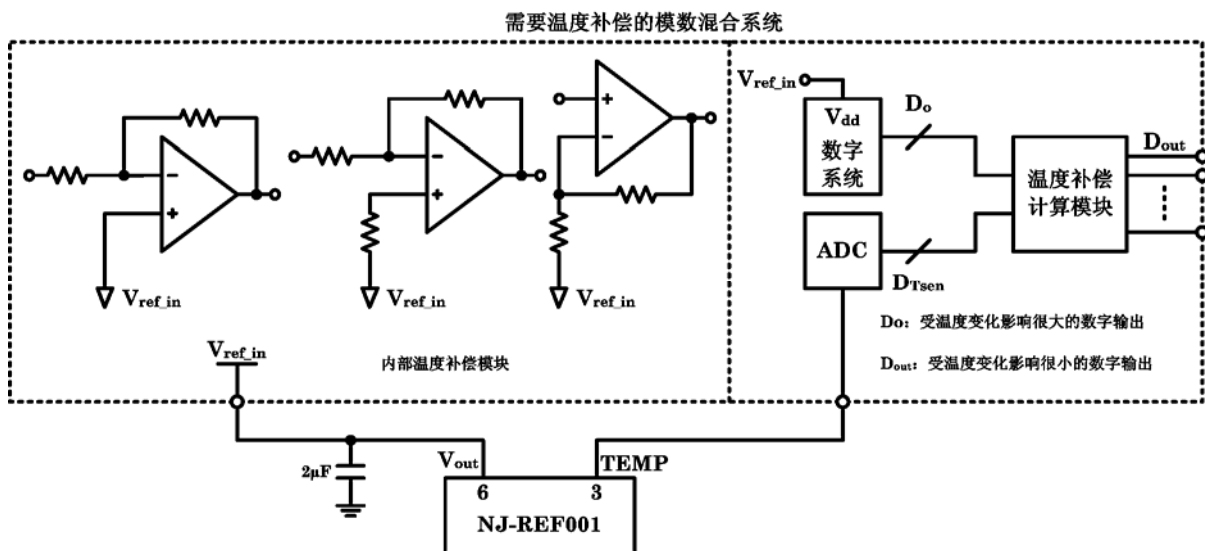 需要温度补偿的模数混合系统
Vref_in
Vref_in
Vref_in
Vref_in
内部温度补偿模块
Vref_in
Vdd
数字
系统
Do
ADC
DTsen
温度补偿
计算模块
Dout
Do：受温度变化影响很大的数字输出
Dout：受温度变化影响很小的数字输出
2μF
Vout
TEMP
6
3
NJ-REF001